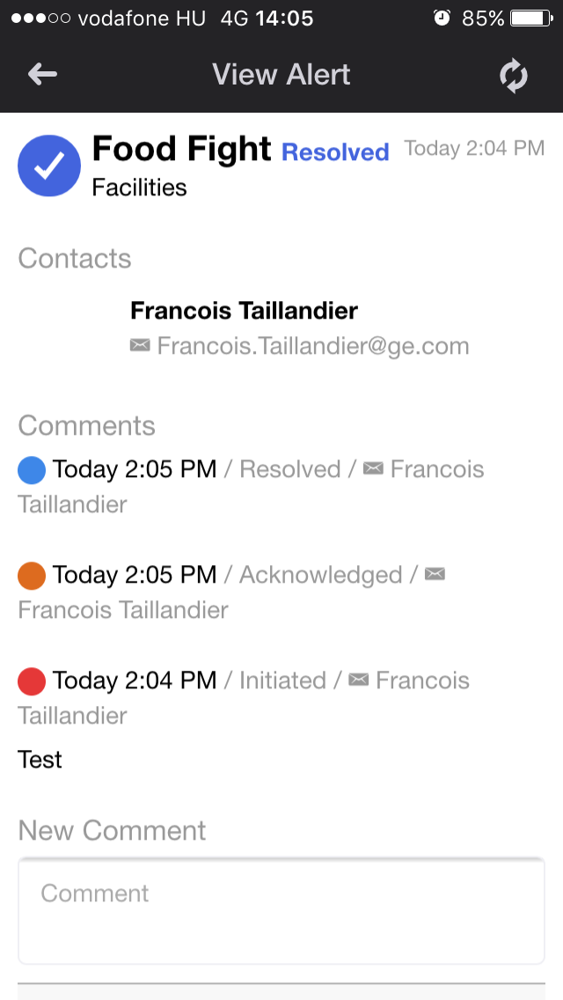 vodafone HU 4G 14:05 85%
View Alert
Food Fight Resolved Today 2:04 PM
Facilities
Contacts
Francois Taillandier
Francois.Taillandier@ge.com
Comments
Today 2:05 PM / Resolved / Francois
Taillandier
Today 2:05 PM / Acknowledged /
Francois Taillandier
Today 2:04 PM / Initiated / Francois
Taillandier
Test
New Comment
Comment